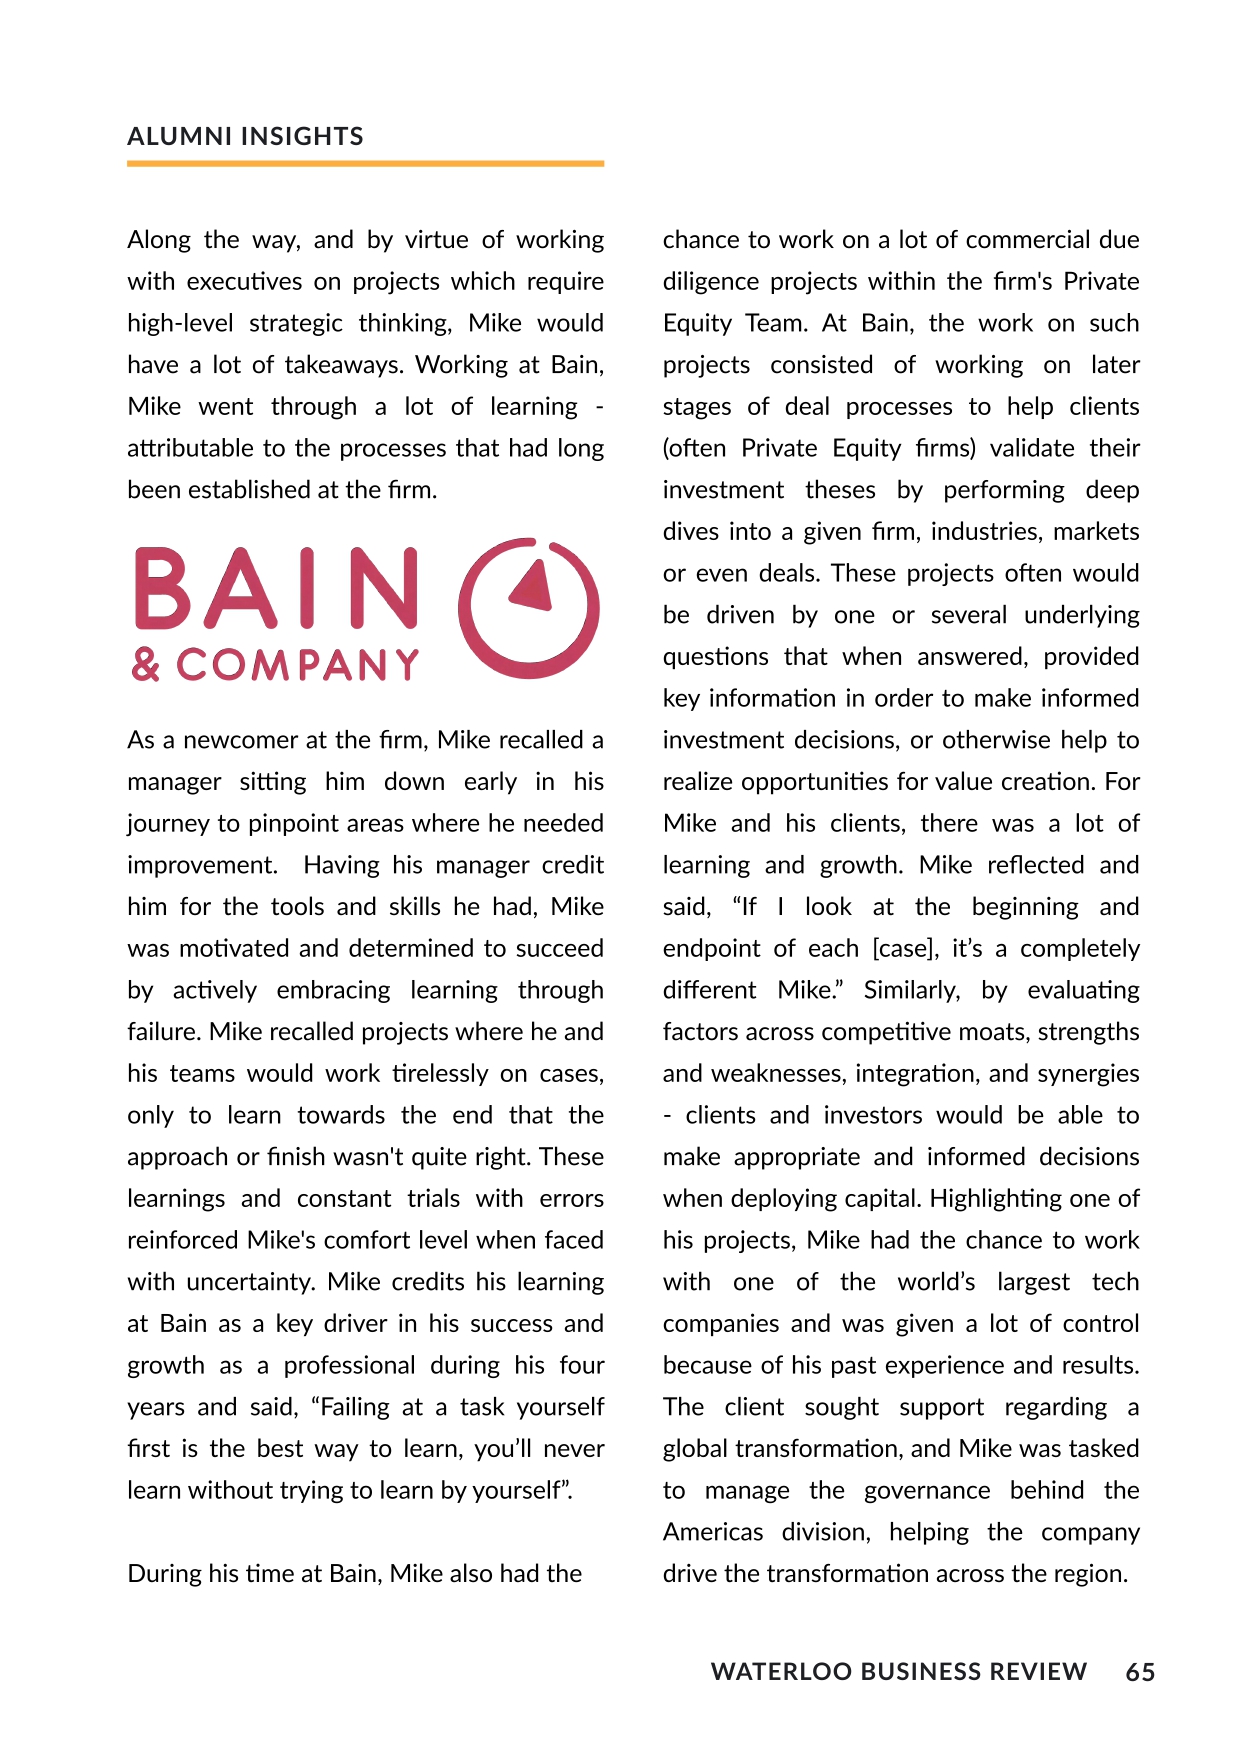 ALUMNI INSIGHTS
Along the way, and by virtue of working
with executives on projects which require
high-level strategic thinking, Mike would
have a lot of takeaways. Working at Bain,
Mike went through a lot of learning -
attributable to the processes that had long
been established at the firm.
BAIN
& COMPANY
As a newcomer at the firm, Mike recalled a
manager sitting him down early in his
journey to pinpoint areas where he needed
improvement.  Having his manager credit
him for the tools and skills he had, Mike
was motivated and determined to succeed
by actively embracing learning through
failure. Mike recalled projects where he and
his teams would work tirelessly on cases,
only to learn towards the end that the
approach or finish wasn't quite right. These
learnings and constant trials with errors
reinforced Mike's comfort level when faced
with uncertainty. Mike credits his learning
at Bain as a key driver in his success and
growth as a professional during his four
years and said, “Failing at a task yourself
first is the best way to learn, you’ll never
learn without trying to learn by yourself”.
During his time at Bain, Mike also had the
chance to work on a lot of commercial due
diligence projects within the firm's Private
Equity Team. At Bain, the work on such
projects consisted of working on later
stages of deal processes to help clients
(often Private Equity firms) validate their
investment theses by performing deep
dives into a given firm, industries, markets
or even deals. These projects often would
be driven by one or several underlying
questions that when answered, provided
key information in order to make informed
investment decisions, or otherwise help to
realize opportunities for value creation. For
Mike and his clients, there was a lot of
learning and growth. Mike reflected and
said, “If I look at the beginning and
endpoint of each [case], it’s a completely
different Mike.” Similarly, by evaluating
factors across competitive moats, strengths
and weaknesses, integration, and synergies
- clients and investors would be able to
make appropriate and informed decisions
when deploying capital. Highlighting one of
his projects, Mike had the chance to work
with one of the world’s largest tech
companies and was given a lot of control
because of his past experience and results.
The client sought support regarding a
global transformation, and Mike was tasked
to manage the governance behind the
Americas division, helping the company
drive the transformation across the region.
WATERLOO BUSINESS REVIEW 65